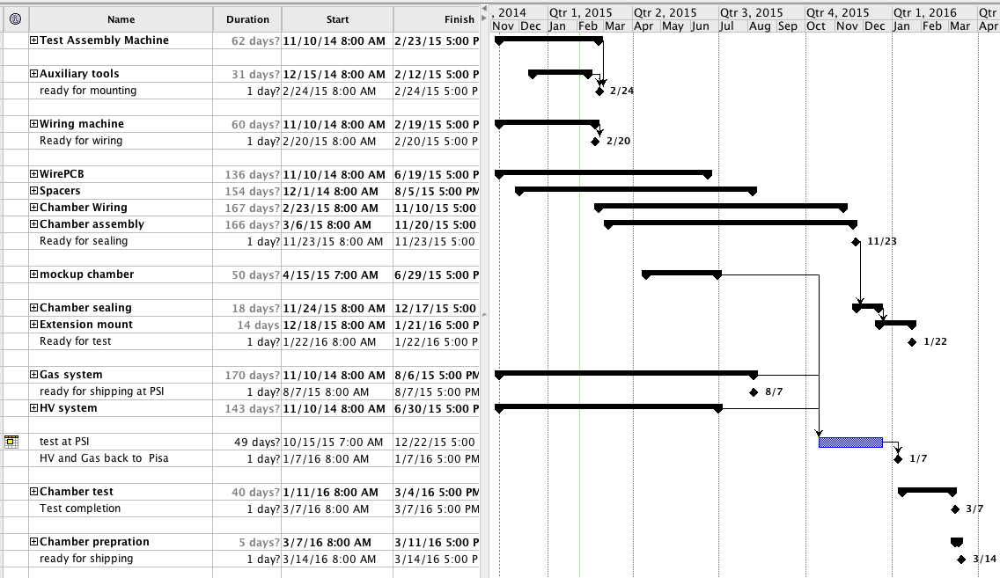 Name Duration Start Finish , 2014 Qtr 1, 2015 Qtr 2, 2015 Qtr 3, 2015 Qtr 4, 2015 Qtr 1, 2016 Qtr
Nov Dec Jan Feb Mar Apr May Jun Jul Aug Sep Oct Nov Dec Jan Feb Mar Apr
Test Assembly Machine 62 days? 11/10/14 8:00 AM 2/23/15 5:00 P
Auxiliary tools 31 days? 12/15/14 8:00 AM 2/12/15 5:00 P
ready for mounting 1 day? 2/24/15 8:00 AM 2/24/15 5:00 P 2/24
Wiring machine 60 days? 11/10/14 8:00 AM 2/19/15 5:00 P
Ready for wiring 1 day? 2/20/15 8:00 AM 2/20/15 5:00 P 2/20
WirePCB 136 days? 11/10/14 8:00 AM 6/19/15 5:00 P
Spacers 154 days? 12/1/14 8:00 AM 8/5/15 5:00 PM
Chamber Wiring 167 days? 2/23/15 8:00 AM 11/10/15 5:00
Chamber assembly 166 days? 3/6/15 8:00 AM 11/20/15 5:00
Ready for sealing 1 day? 11/23/15 8:00 AM 11/23/15 5:00 11/23
mockup chamber 50 days? 4/15/15 7:00 AM 6/29/15 5:00 P
Chamber sealing 18 days? 11/24/15 8:00 AM 12/17/15 5:00
Extension mount 14 days 12/18/15 8:00 AM 1/21/16 5:00 P
Ready for test 1 day? 1/22/16 8:00 AM 1/22/16 5:00 P 1/22
Gas system 170 days? 11/10/14 8:00 AM 8/6/15 5:00 PM
ready for shipping at PSI 1 day? 8/7/15 8:00 AM 8/7/15 5:00 PM 8/7
HV system 143 days? 11/10/14 8:00 AM 6/30/15 5:00 P
test at PSI 49 days? 10/15/15 7:00 AM 12/22/15 5:00
HV and Gas back to Pisa 1 day? 1/7/16 8:00 AM 1/7/16 5:00 PM 1/7
Chamber test 40 days? 1/11/16 8:00 AM 3/4/16 5:00 PM
Test completion 1 day? 3/7/16 8:00 AM 3/7/16 5:00 PM 3/7
Chamber prepration 5 days? 3/7/16 8:00 AM 3/11/16 5:00 P
ready for shipping 1 day? 3/14/16 8:00 AM 3/14/16 5:00 P 3/14